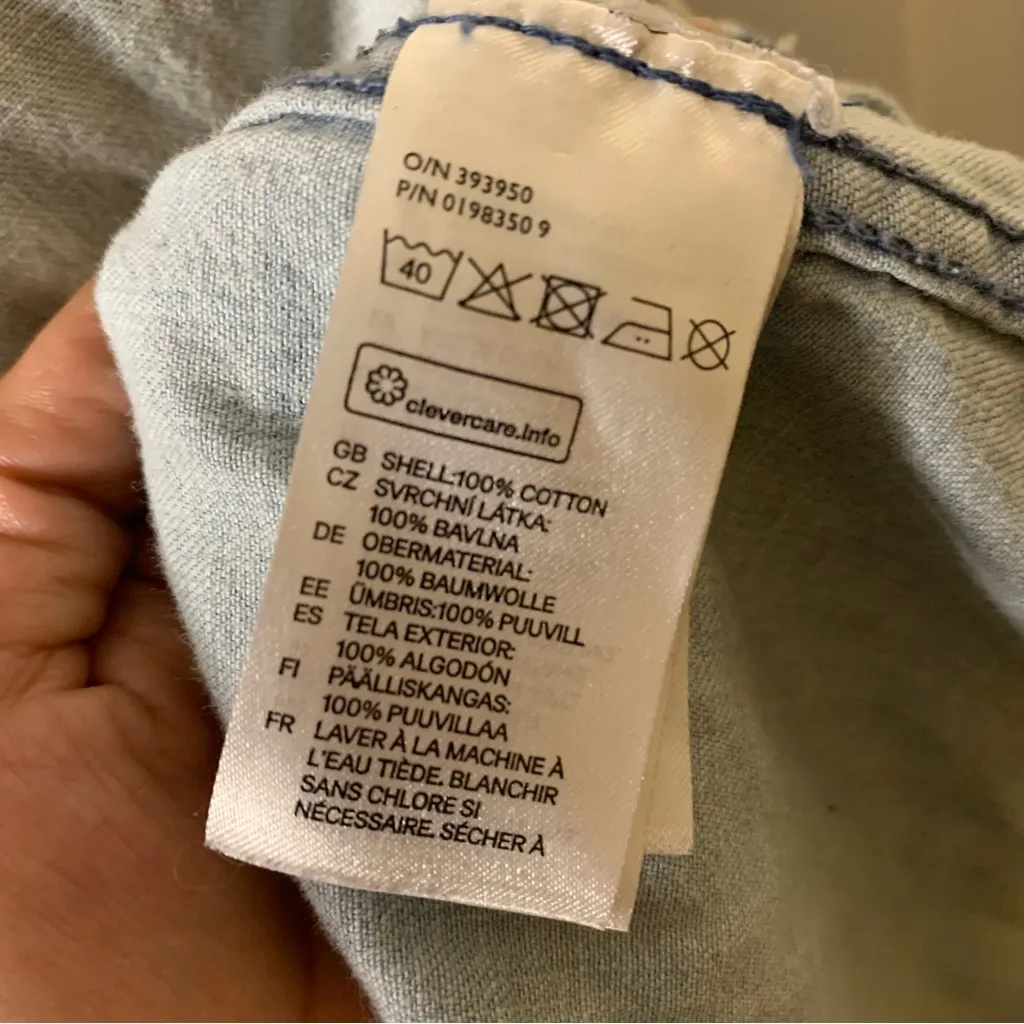 O/N 393950
P/N 0198350 9
40
clevercare.info
GB SHELL:100% COTTON
CZ SVRCHNÍ LÁTKA:
100% BAVLNA
DE OBERMATERIAL:
100% BAUMWOLLE
EE ÜMBRIS:100% PUUVILL
ES TELA EXTERIOR:
100% ALGODÓN
FI PÄÄLLISKANGAS:
100% PUUVILLAA
FR LAVER À LA MACHINE À
L'EAU TIÈDE. BLANCHIR
SANS CHLORE SI
NÉCESSAIRE. SÉCHER À